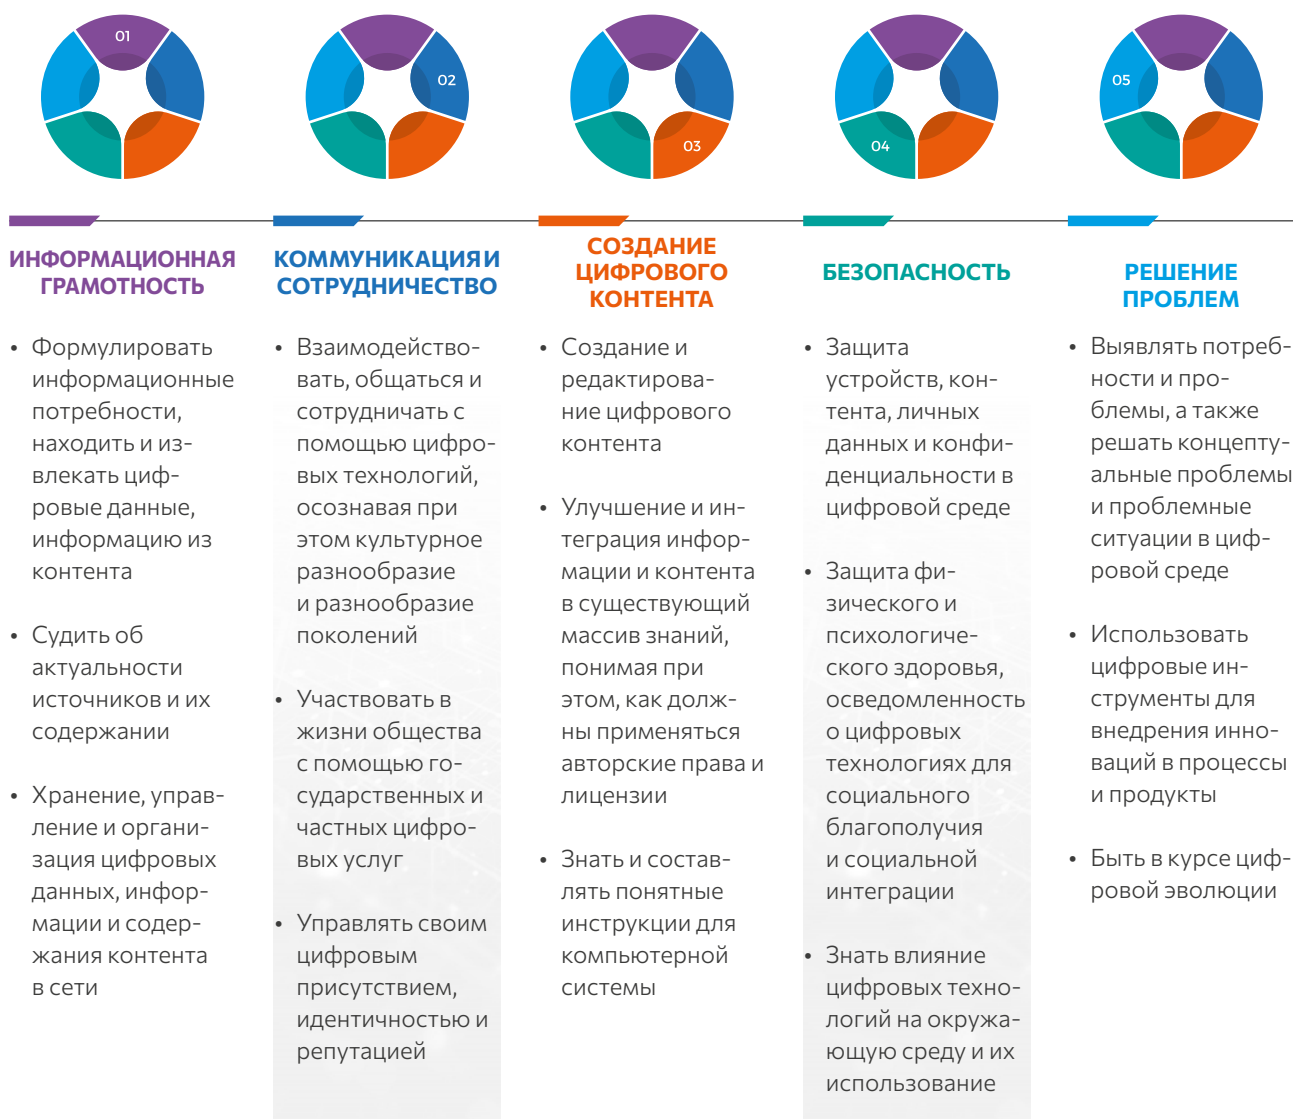 01
02
03
04
05
ИНФОРМАЦИОННАЯ
ГРАМОТНОСТЬ
• Формулировать
информационные
потребности,
находить и из-
влекать циф-
ровые данные,
информацию из
контента
• Судить об
актуальности
источников и их
содержании
• Хранение, управ-
ление и органи-
зация цифровых
данных, инфор-
мации и содер-
жания контента
в сети
КОММУНИКАЦИЯ И
СОТРУДНИЧЕСТВО
• Взаимодейство-
вать, общаться и
сотрудничать с
помощью цифро-
вых технологий,
осознавая при
этом культурное
разнообразие
и разнообразие
поколений
• Участвовать в
жизни общества
с помощью го-
сударственных и
частных цифро-
вых услуг
• Управлять своим
цифровым
присутствием,
идентичностью и
репутацией
СОЗДАНИЕ
ЦИФРОВОГО
КОНТЕНТА
• Создание и
редактирова-
ние цифрового
контента
• Улучшение и ин-
теграция инфор-
мации и контента
в существующий
массив знаний,
понимая при
этом, как долж-
ны применяться
авторские права и
лицензии
• Знать и состав-
лять понятные
инструкции для
компьютерной
системы
БЕЗОПАСНОСТЬ
• Защита
устройств, кон-
тента, личных
данных и конфи-
денциальности в
цифровой среде
• Защита фи-
зического и
психологиче-
ского здоровья,
осведомленность
о цифровых
технологиях для
социального
благополучия
и социальной
интеграции
• Знать влияние
цифровых техно-
логий на окружа-
ющую среду и их
использование
РЕШЕНИЕ
ПРОБЛЕМ
• Выявлять потреб-
ности и про-
блемы, а также
решать концепту-
альные проблемы
и проблемные
ситуации в циф-
ровой среде
• Использовать
цифровые ин-
струменты для
внедрения инно-
ваций в процессы
и продукты
• Быть в курсе циф-
ровой эволюции